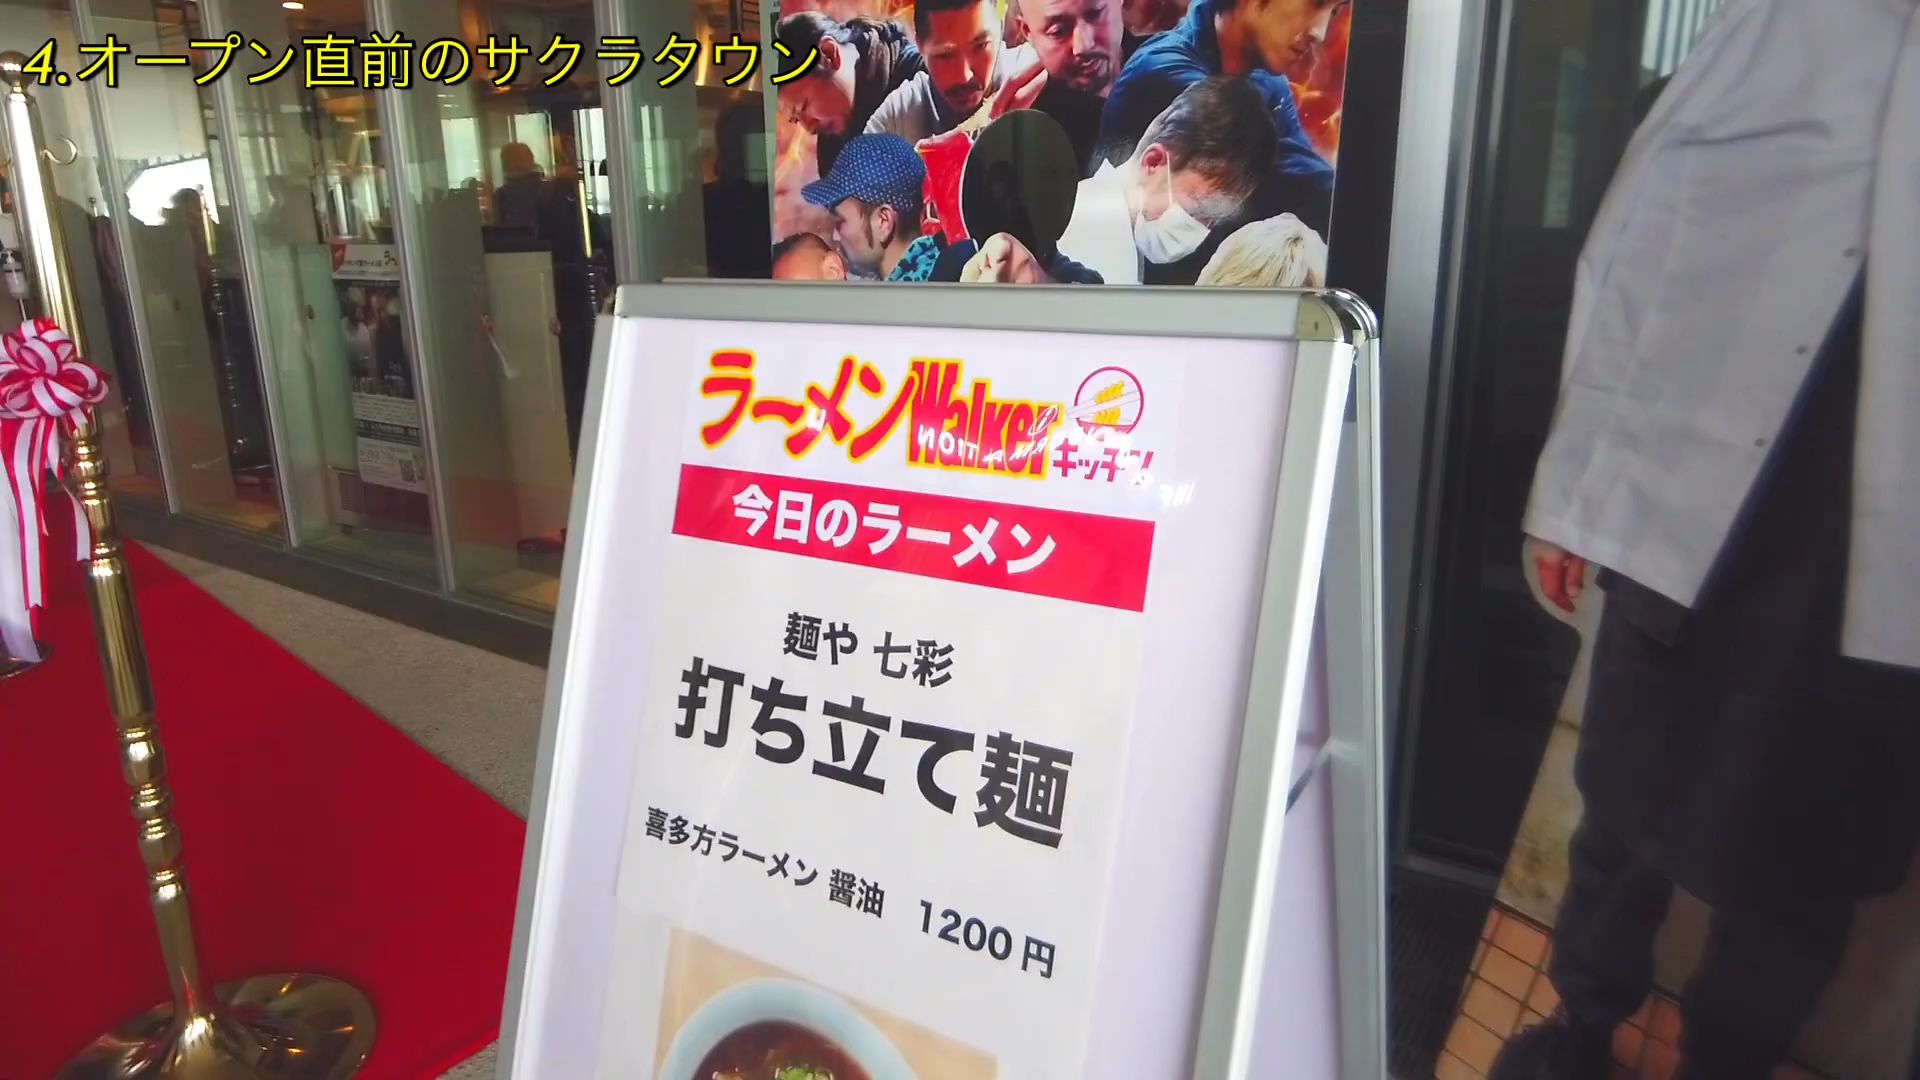 4.オープン直前のサクラタウン
ラーメンWalker
キッチン
今日のラーメン
麺や 七彩
打ち立て麺
喜多方ラーメン 醤油 1200円